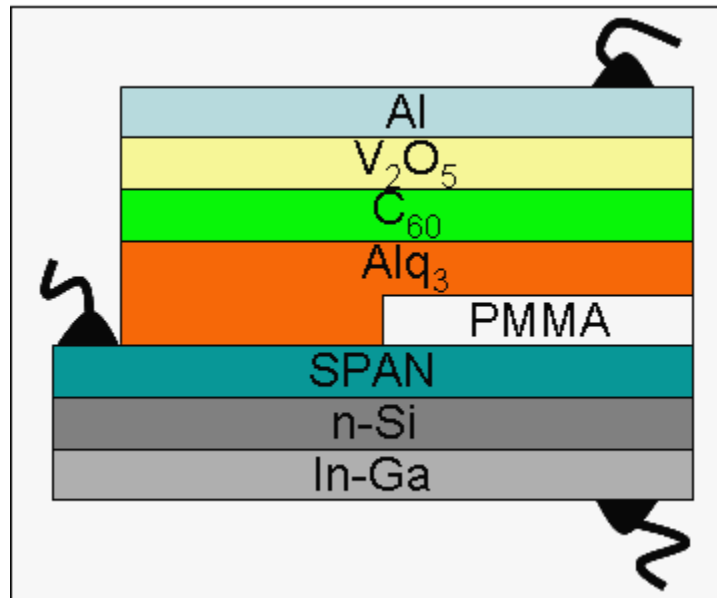 Al
V₂O₅
C₆₀
Alq₃
PMMA
SPAN
n-Si
In-Ga